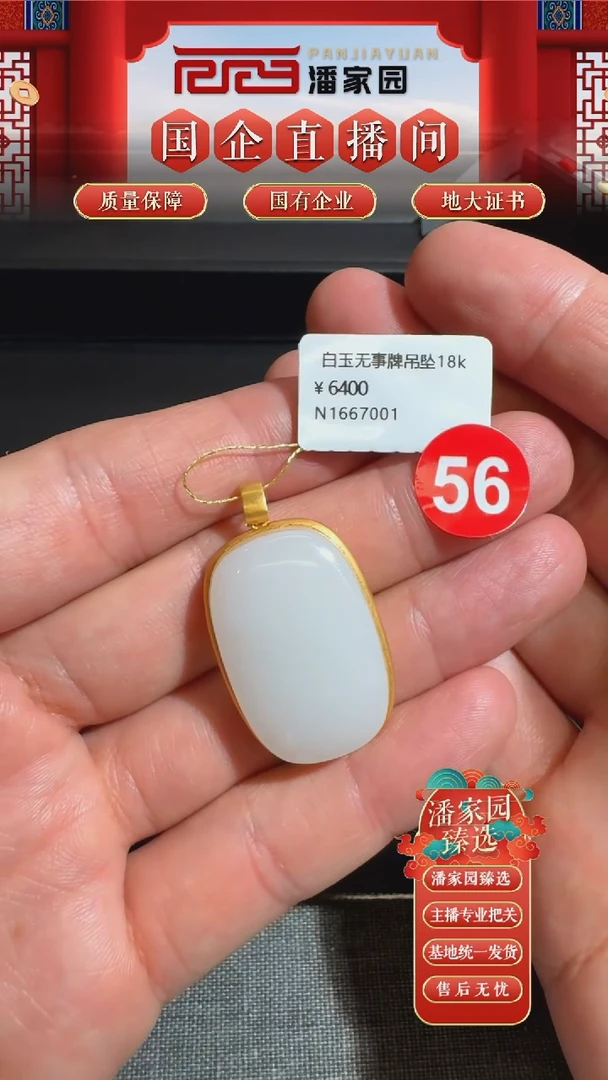 PANJIAYUAN
潘家园
国企直播间
质量保障 国有企业 地大证书
白玉无事牌吊坠18k
¥ 6400
N1667001
56
潘家园
臻选
潘家园臻选
主播专业把关
基地统一发货
售后无忧